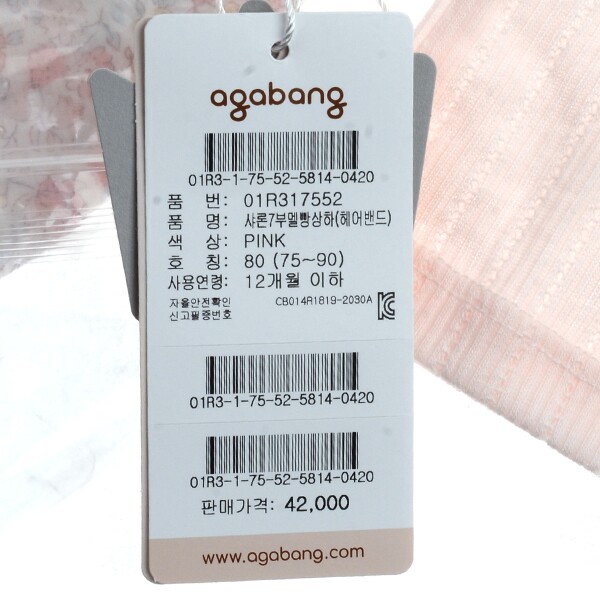 agabang
01R3-1-75-52-5814-0420
품 번: 01R317552
품 명: 샤론7부멜빵상하(헤어밴드)
색 상: PINK
호 칭: 80 (75~90)
사용연령: 12개월 이하
자율안전확인
신고필증번호 CB014R1819-2030A
01R3-1-75-52-5814-0420
01R3-1-75-52-5814-0420
판매가격: 42,000
www.agabang.com